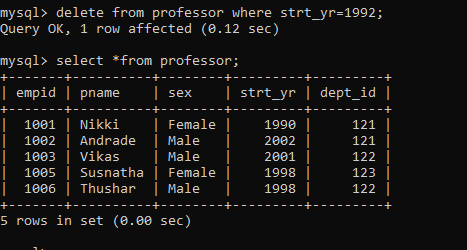 mysql> delete from professor where strt_yr=1992;
Query OK, 1 row affected (0.12 sec)
mysql> select *from professor;
+-------+----------+--------+---------+---------+
| empid | pname    | sex    | strt_yr | dept_id |
+-------+----------+--------+---------+---------+
|  1001 | Nikki    | Female |    1990 |     121 |
|  1002 | Andrade  | Male   |    2002 |     121 |
|  1003 | Vikas    | Male   |    2001 |     122 |
|  1005 | Susnatha | Female |    1998 |     123 |
|  1006 | Thushar  | Male   |    1998 |     122 |
+-------+----------+--------+---------+---------+
5 rows in set (0.00 sec)